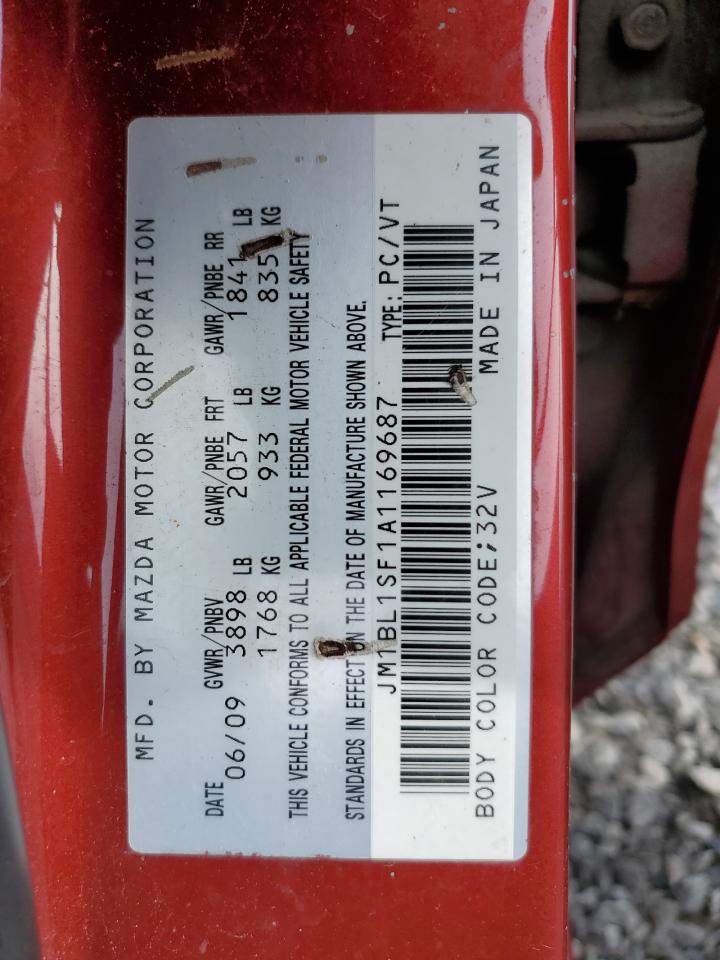 MFD. BY MAZDA MOTOR CORPORATION
DATE GVWR/PNBV GAWR/PNBE FRT GAWR/PNBE RR
06/09 3898 LB 2057 LB 1841 LB
1768 KG 933 KG 835 KG
THIS VEHICLE CONFORMS TO ALL APPLICABLE FEDERAL MOTOR VEHICLE SAFETY
STANDARDS IN EFFECT ON THE DATE OF MANUFACTURE SHOWN ABOVE.
JM1BL1SF1A1169687 TYPE: PC/VT
BODY COLOR CODE;32V MADE IN JAPAN